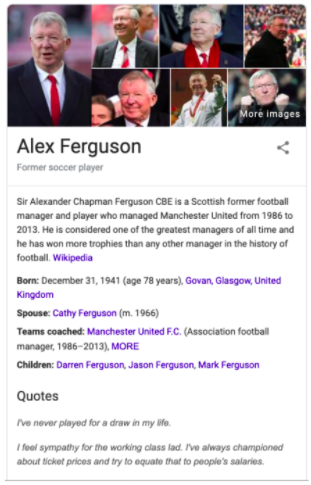 More images
Alex Ferguson
Former soccer player
Sir Alexander Chapman Ferguson CBE is a Scottish former football
manager and player who managed Manchester United from 1986 to
2013. He is considered one of the greatest managers of all time and
he has won more trophies than any other manager in the history of
football. Wikipedia
Born: December 31, 1941 (age 78 years), Govan, Glasgow, United
Kingdom
Spouse: Cathy Ferguson (m. 1966)
Teams coached: Manchester United F.C. (Association football
manager, 1986–2013), MORE
Children: Darren Ferguson, Jason Ferguson, Mark Ferguson
Quotes
I've never played for a draw in my life.
I feel sympathy for the working class lad. I've always championed
about ticket prices and try to equate that to people's salaries.